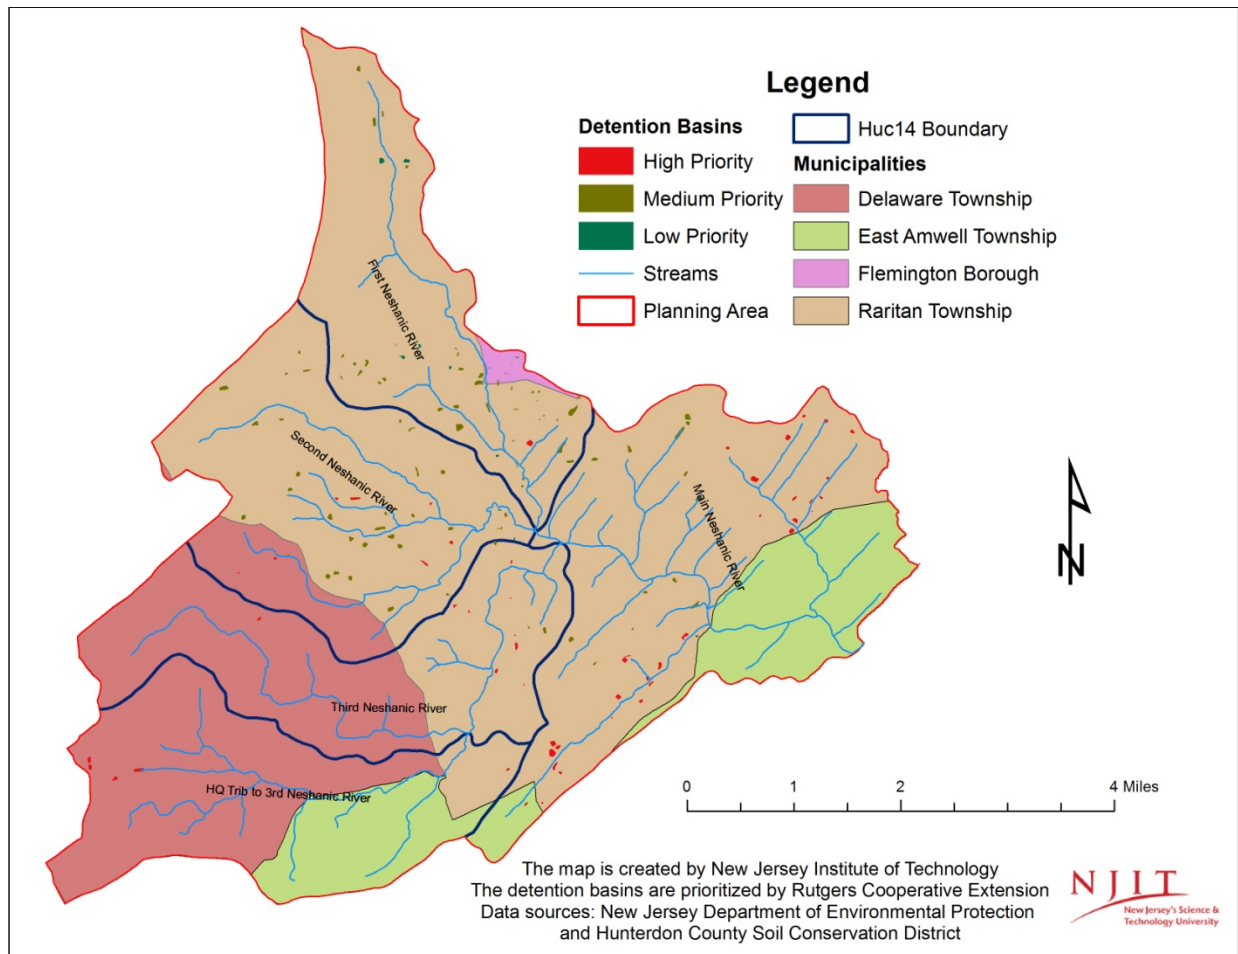 Legend
Detention Basins
High Priority
Medium Priority
Low Priority
Streams
Planning Area
Huc14 Boundary
Municipalities
Delaware Township
East Amwell Township
Flemington Borough
Raritan Township
First Neshanic River
Second Neshanic River
Main Neshanic River
Third Neshanic River
HQ Trib to 3rd Neshanic River
N
0 1 2 4 Miles
The map is created by New Jersey Institute of Technology
The detention basins are prioritized by Rutgers Cooperative Extension
Data sources: New Jersey Department of Environmental Protection
and Hunterdon County Soil Conservation District
NJIT
New Jersey's Science &
Technology University